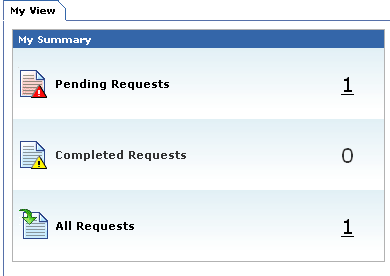 My View
My Summary
Pending Requests 1
Completed Requests 0
All Requests 1